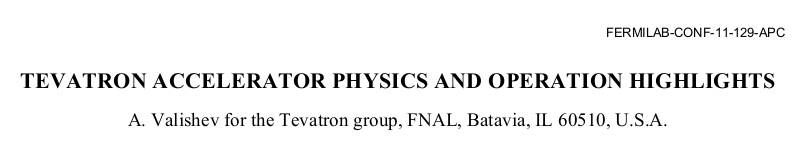 FERMILAB-CONF-11-129-APC
TEVATRON ACCELERATOR PHYSICS AND OPERATION HIGHLIGHTS
A. Valishev for the Tevatron group, FNAL, Batavia, IL 60510, U.S.A.